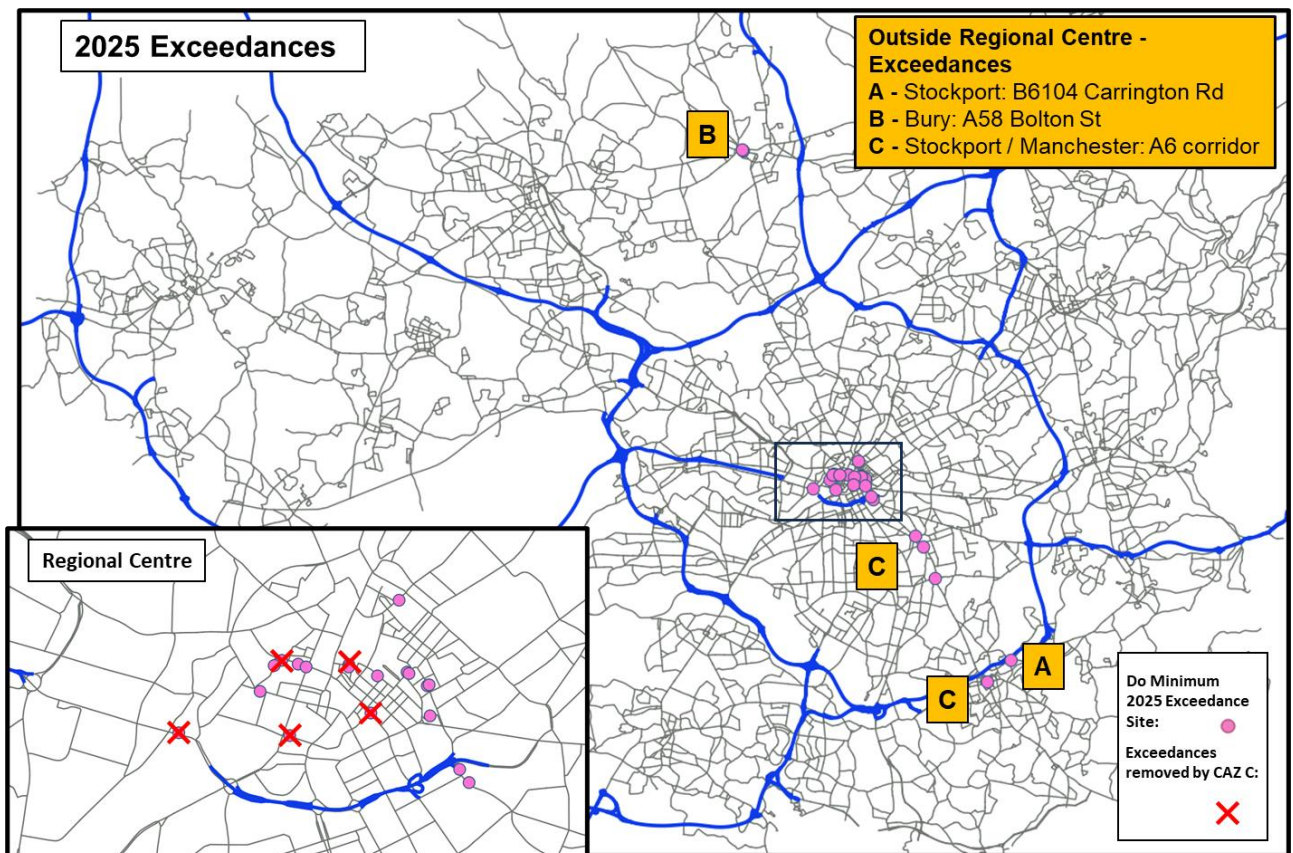 2025 Exceedances
Outside Regional Centre -
Exceedances
A - Stockport: B6104 Carrington Rd
B - Bury: A58 Bolton St
C - Stockport / Manchester: A6 corridor
B
C
A
C
Regional Centre
Do Minimum
2025 Exceedance
Site:
Exceedances
removed by CAZ C: